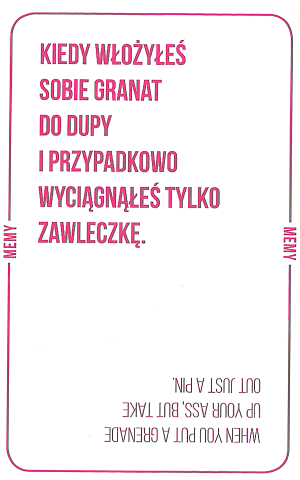 KIEDY WŁOŻYŁEŚ
SOBIE GRANAT
DO DUPY
I PRZYPADKOWO
WYCIĄGNĄŁEŚ TYLKO
ZAWLECZKĘ.
MEMY
MEMY
WHEN YOU PUT A GRENADE
UP YOUR ASS, BUT TAKE
OUT JUST A PIN.